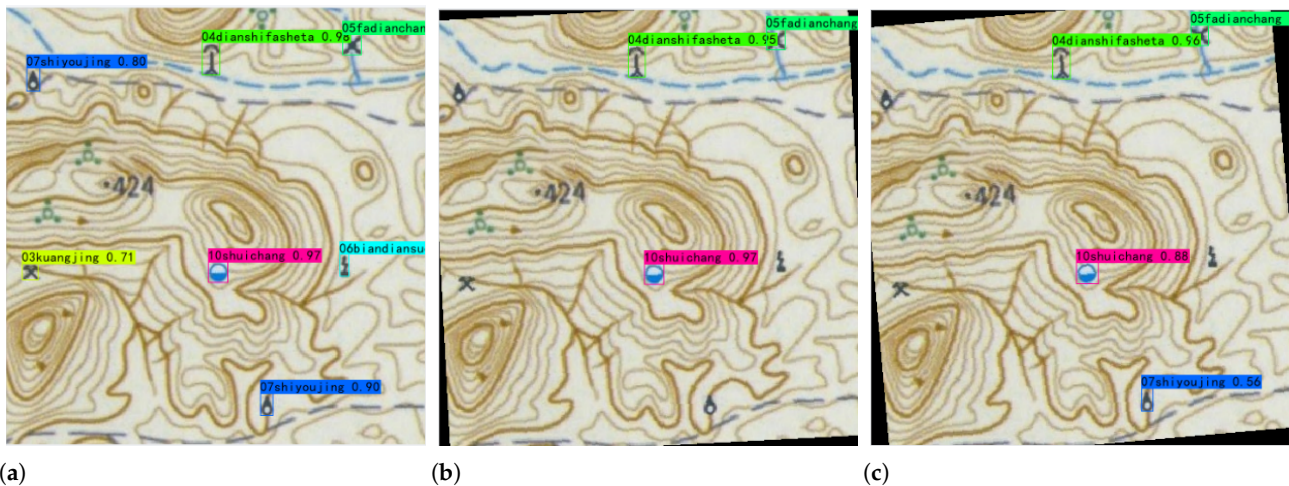 04dianshifasheta 0.9
05fadianchan
07shiyoujing 0.80
424
06biandiansu
10shuichang 0.97
03kuangjing 0.71
07shiyoujing 0.90
(a)
05fadianchang
04dianshifasheta 0.95
424
10shuichang 0.97
(b)
05fadianchang
04dianshifasheta 0.96
424
10shuichang 0.88
07shiyoujing 0.56
(c)